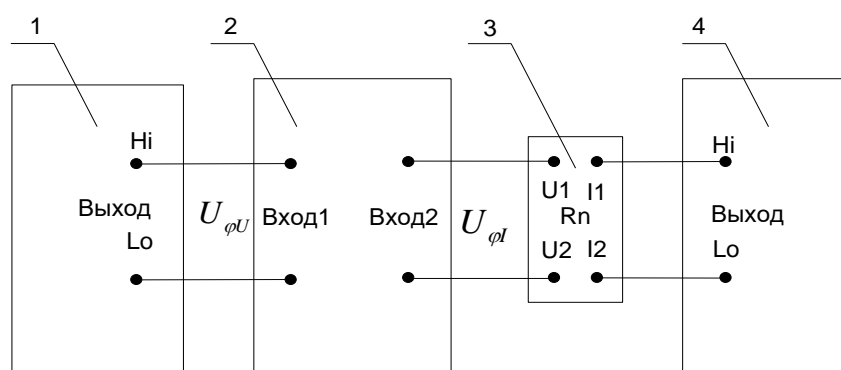 1 2 3 4
Hi Hi
U1 I1
Выход U_φU Вход1 Вход2 U_φI Rn Выход
Lo U2 I2 Lo